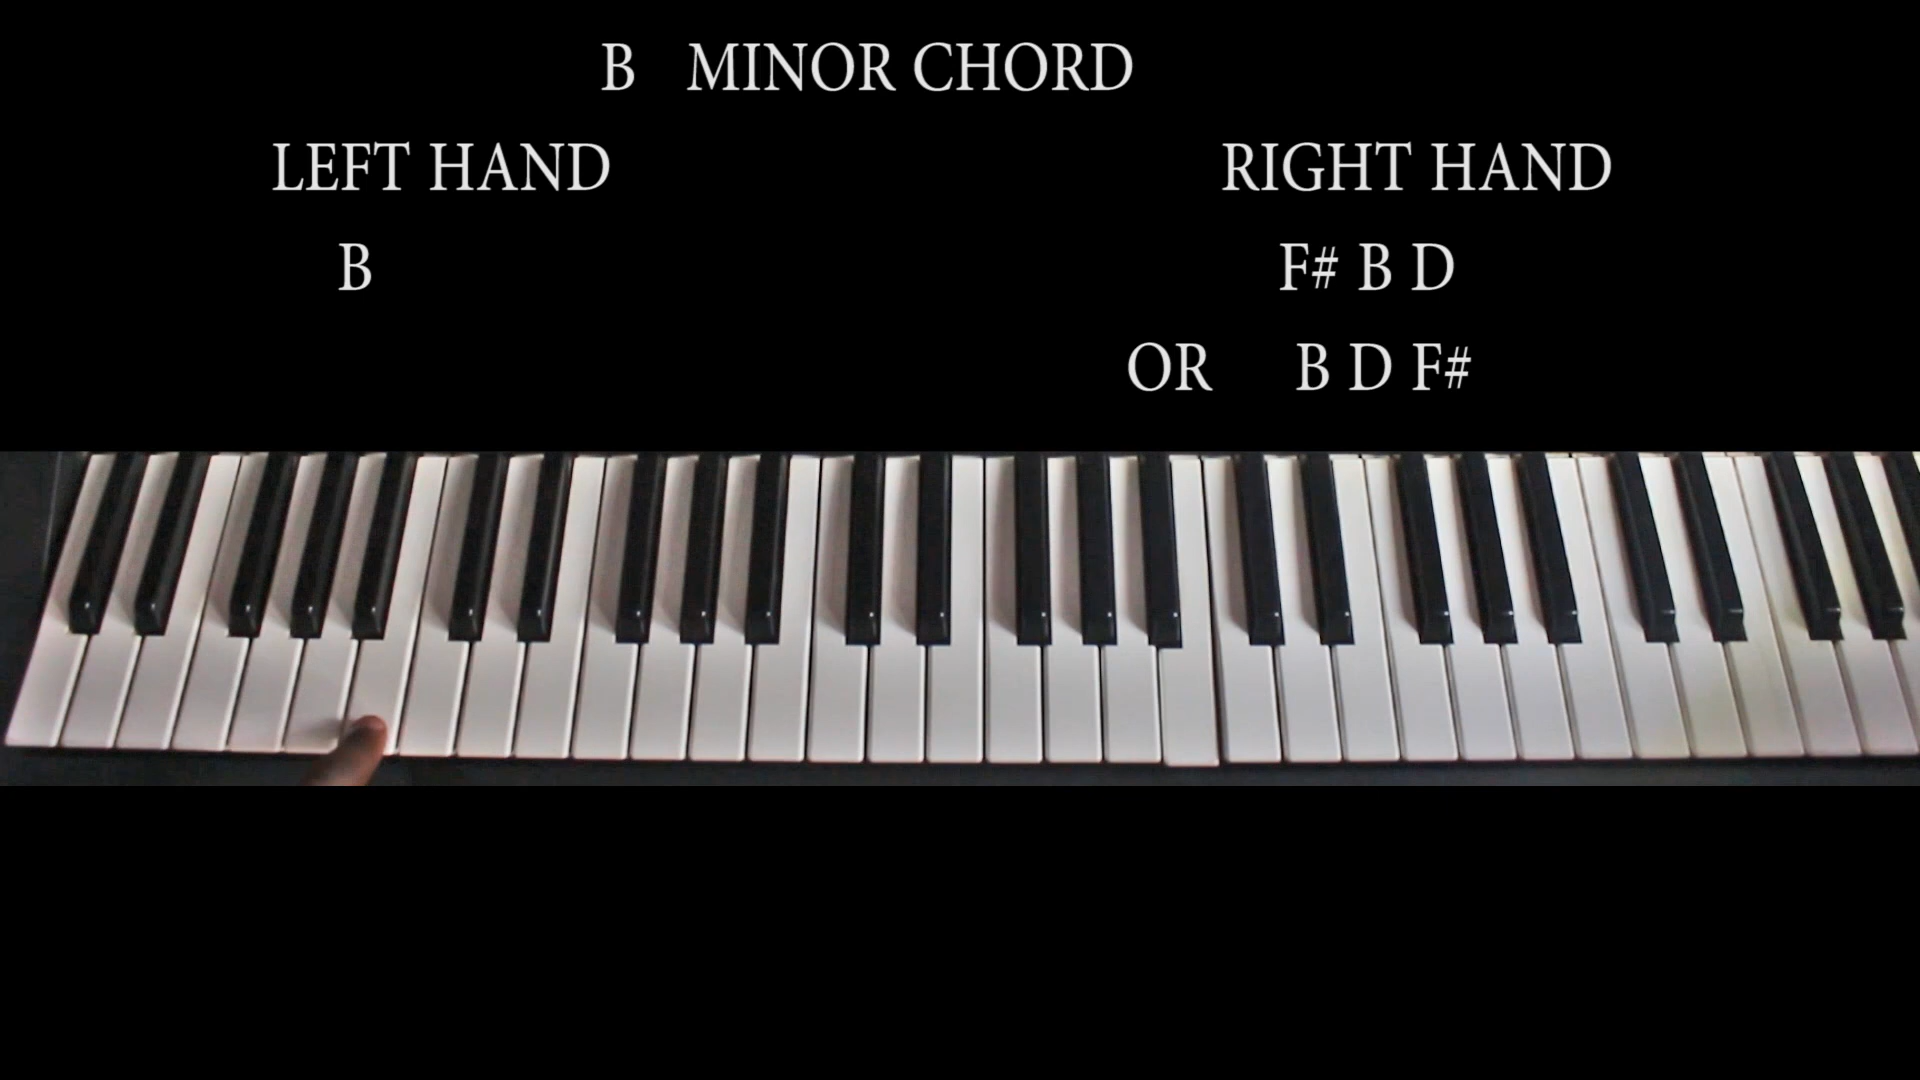 B MINOR CHORD
LEFT HAND
RIGHT HAND
B
F# B D
OR B D F#